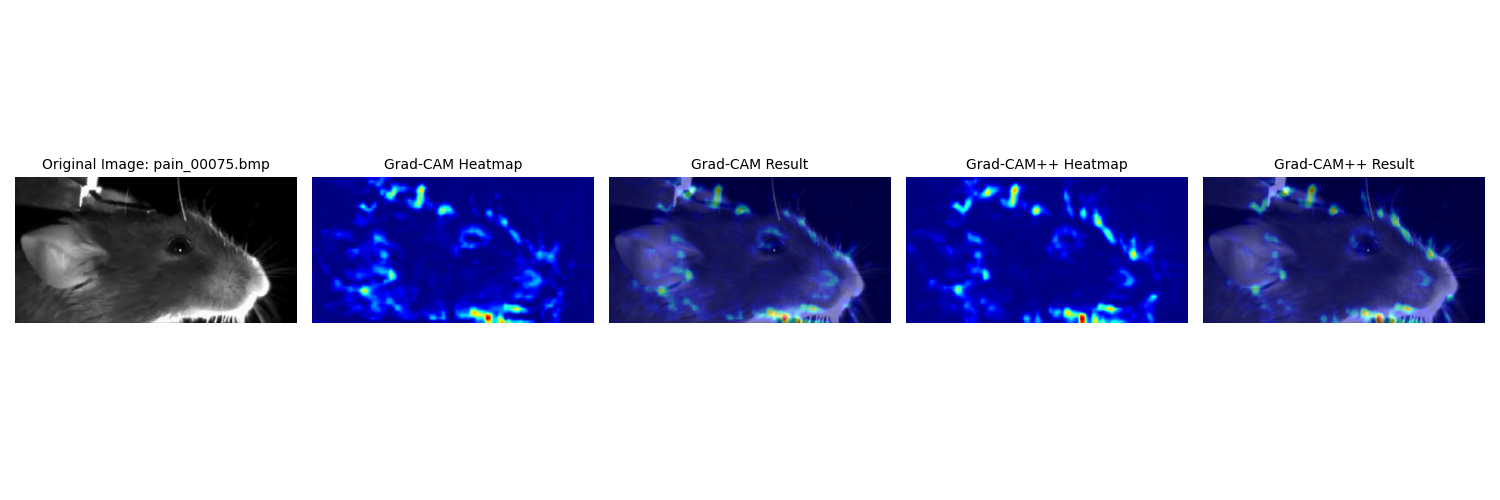 Original Image: pain_00075.bmp
Grad-CAM Heatmap
Grad-CAM Result
Grad-CAM++ Heatmap
Grad-CAM++ Result